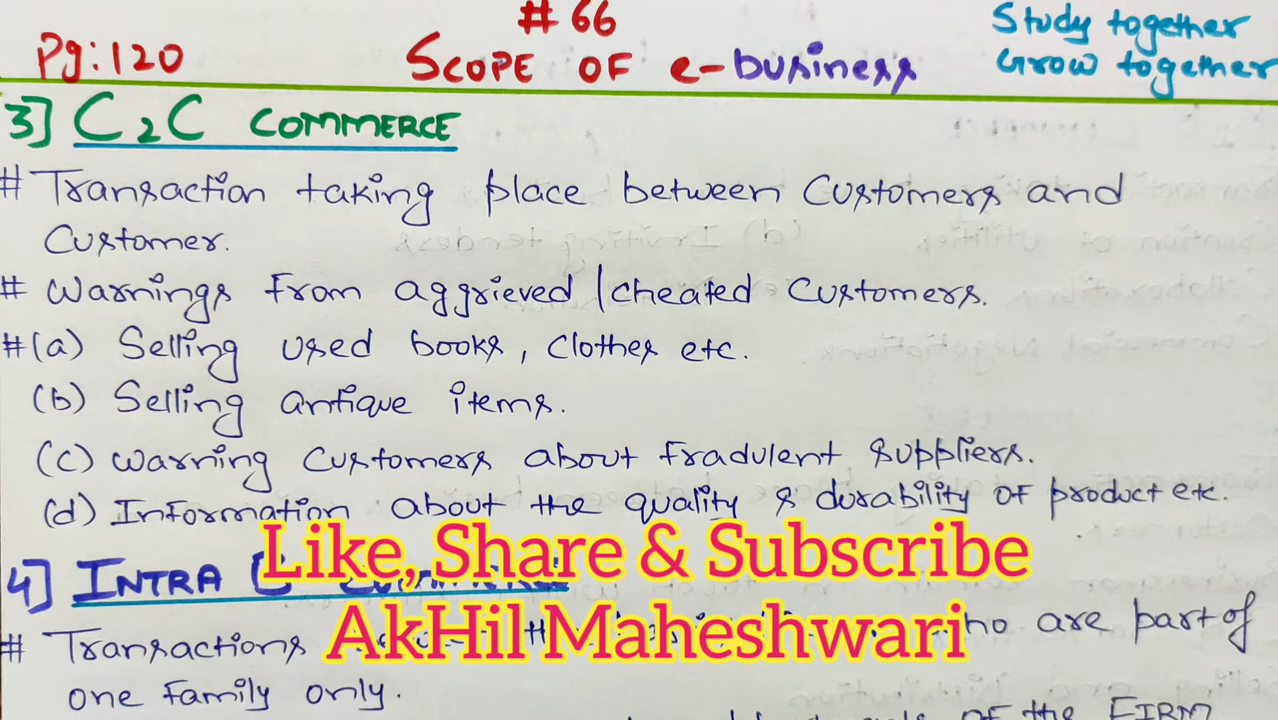 # 66
Pg: 120
SCOPE OF e-business
Study together
Grow together
3] C2C COMMERCE
# Transaction taking place between Customers and
Customer.
# Warnings from aggrieved/cheated Customers.
#(a) Selling used books, clothes etc.
(b) Selling antique items.
(c) Warning Customers about fradulent suppliers.
(d) Information about the quality & durability of product etc.
Like, Share & Subscribe
4] INTRA
AkHil Maheshwari
# Transactions who are part of
one family only.
of the FIRM